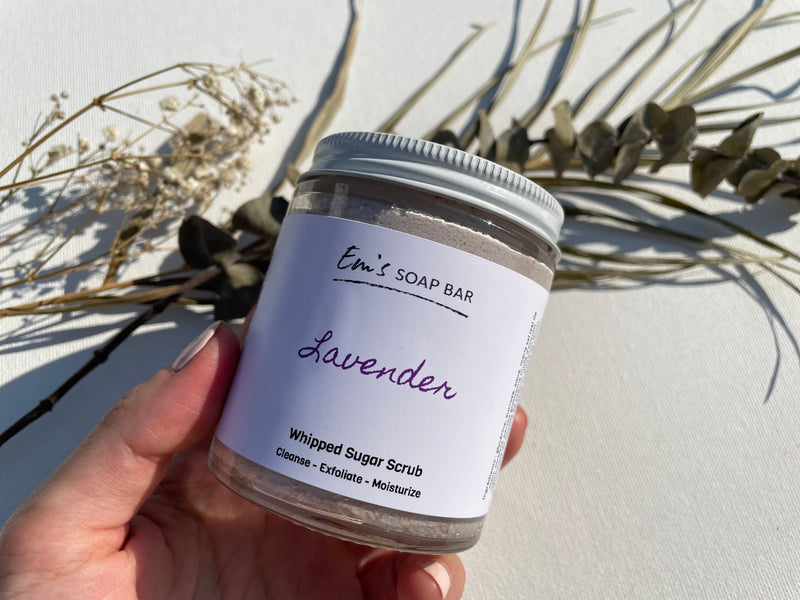 Em's SOAP BAR
Lavender
Whipped Sugar Scrub
Cleanse - Exfoliate - Moisturize